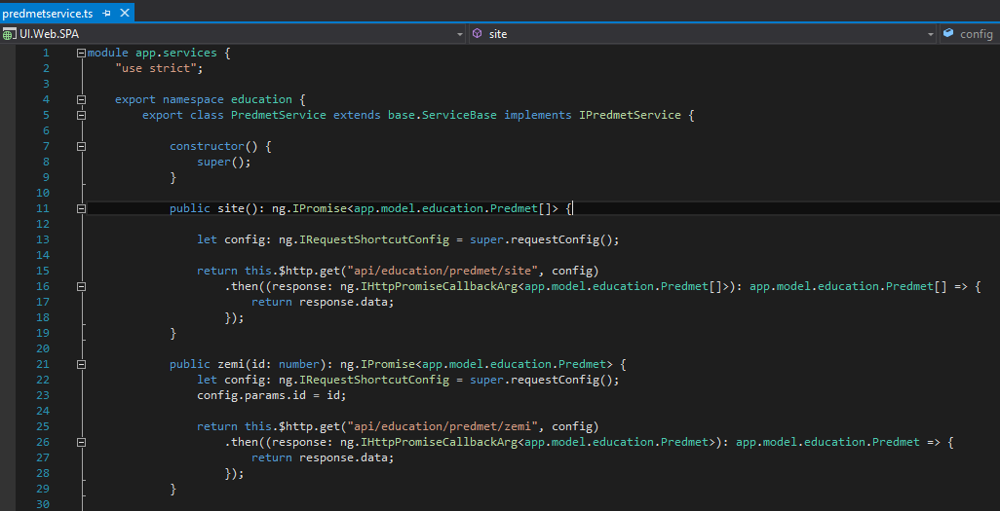 predmetservice.ts
UI.Web.SPA site config
1 module app.services {
2 "use strict";
3
4 export namespace education {
5 export class PredmetService extends base.ServiceBase implements IPredmetService {
6
7 constructor() {
8 super();
9 }
10
11 public site(): ng.IPromise<app.model.education.Predmet[]> {
12
13 let config: ng.IRequestShortcutConfig = super.requestConfig();
14
15 return this.$http.get("api/education/predmet/site", config)
16 .then((response: ng.IHttpPromiseCallbackArg<app.model.education.Predmet[]>): app.model.education.Predmet[] => {
17 return response.data;
18 });
19 }
20
21 public zemi(id: number): ng.IPromise<app.model.education.Predmet> {
22 let config: ng.IRequestShortcutConfig = super.requestConfig();
23 config.params.id = id;
24
25 return this.$http.get("api/education/predmet/zemi", config)
26 .then((response: ng.IHttpPromiseCallbackArg<app.model.education.Predmet>): app.model.education.Predmet => {
27 return response.data;
28 });
29 }
30